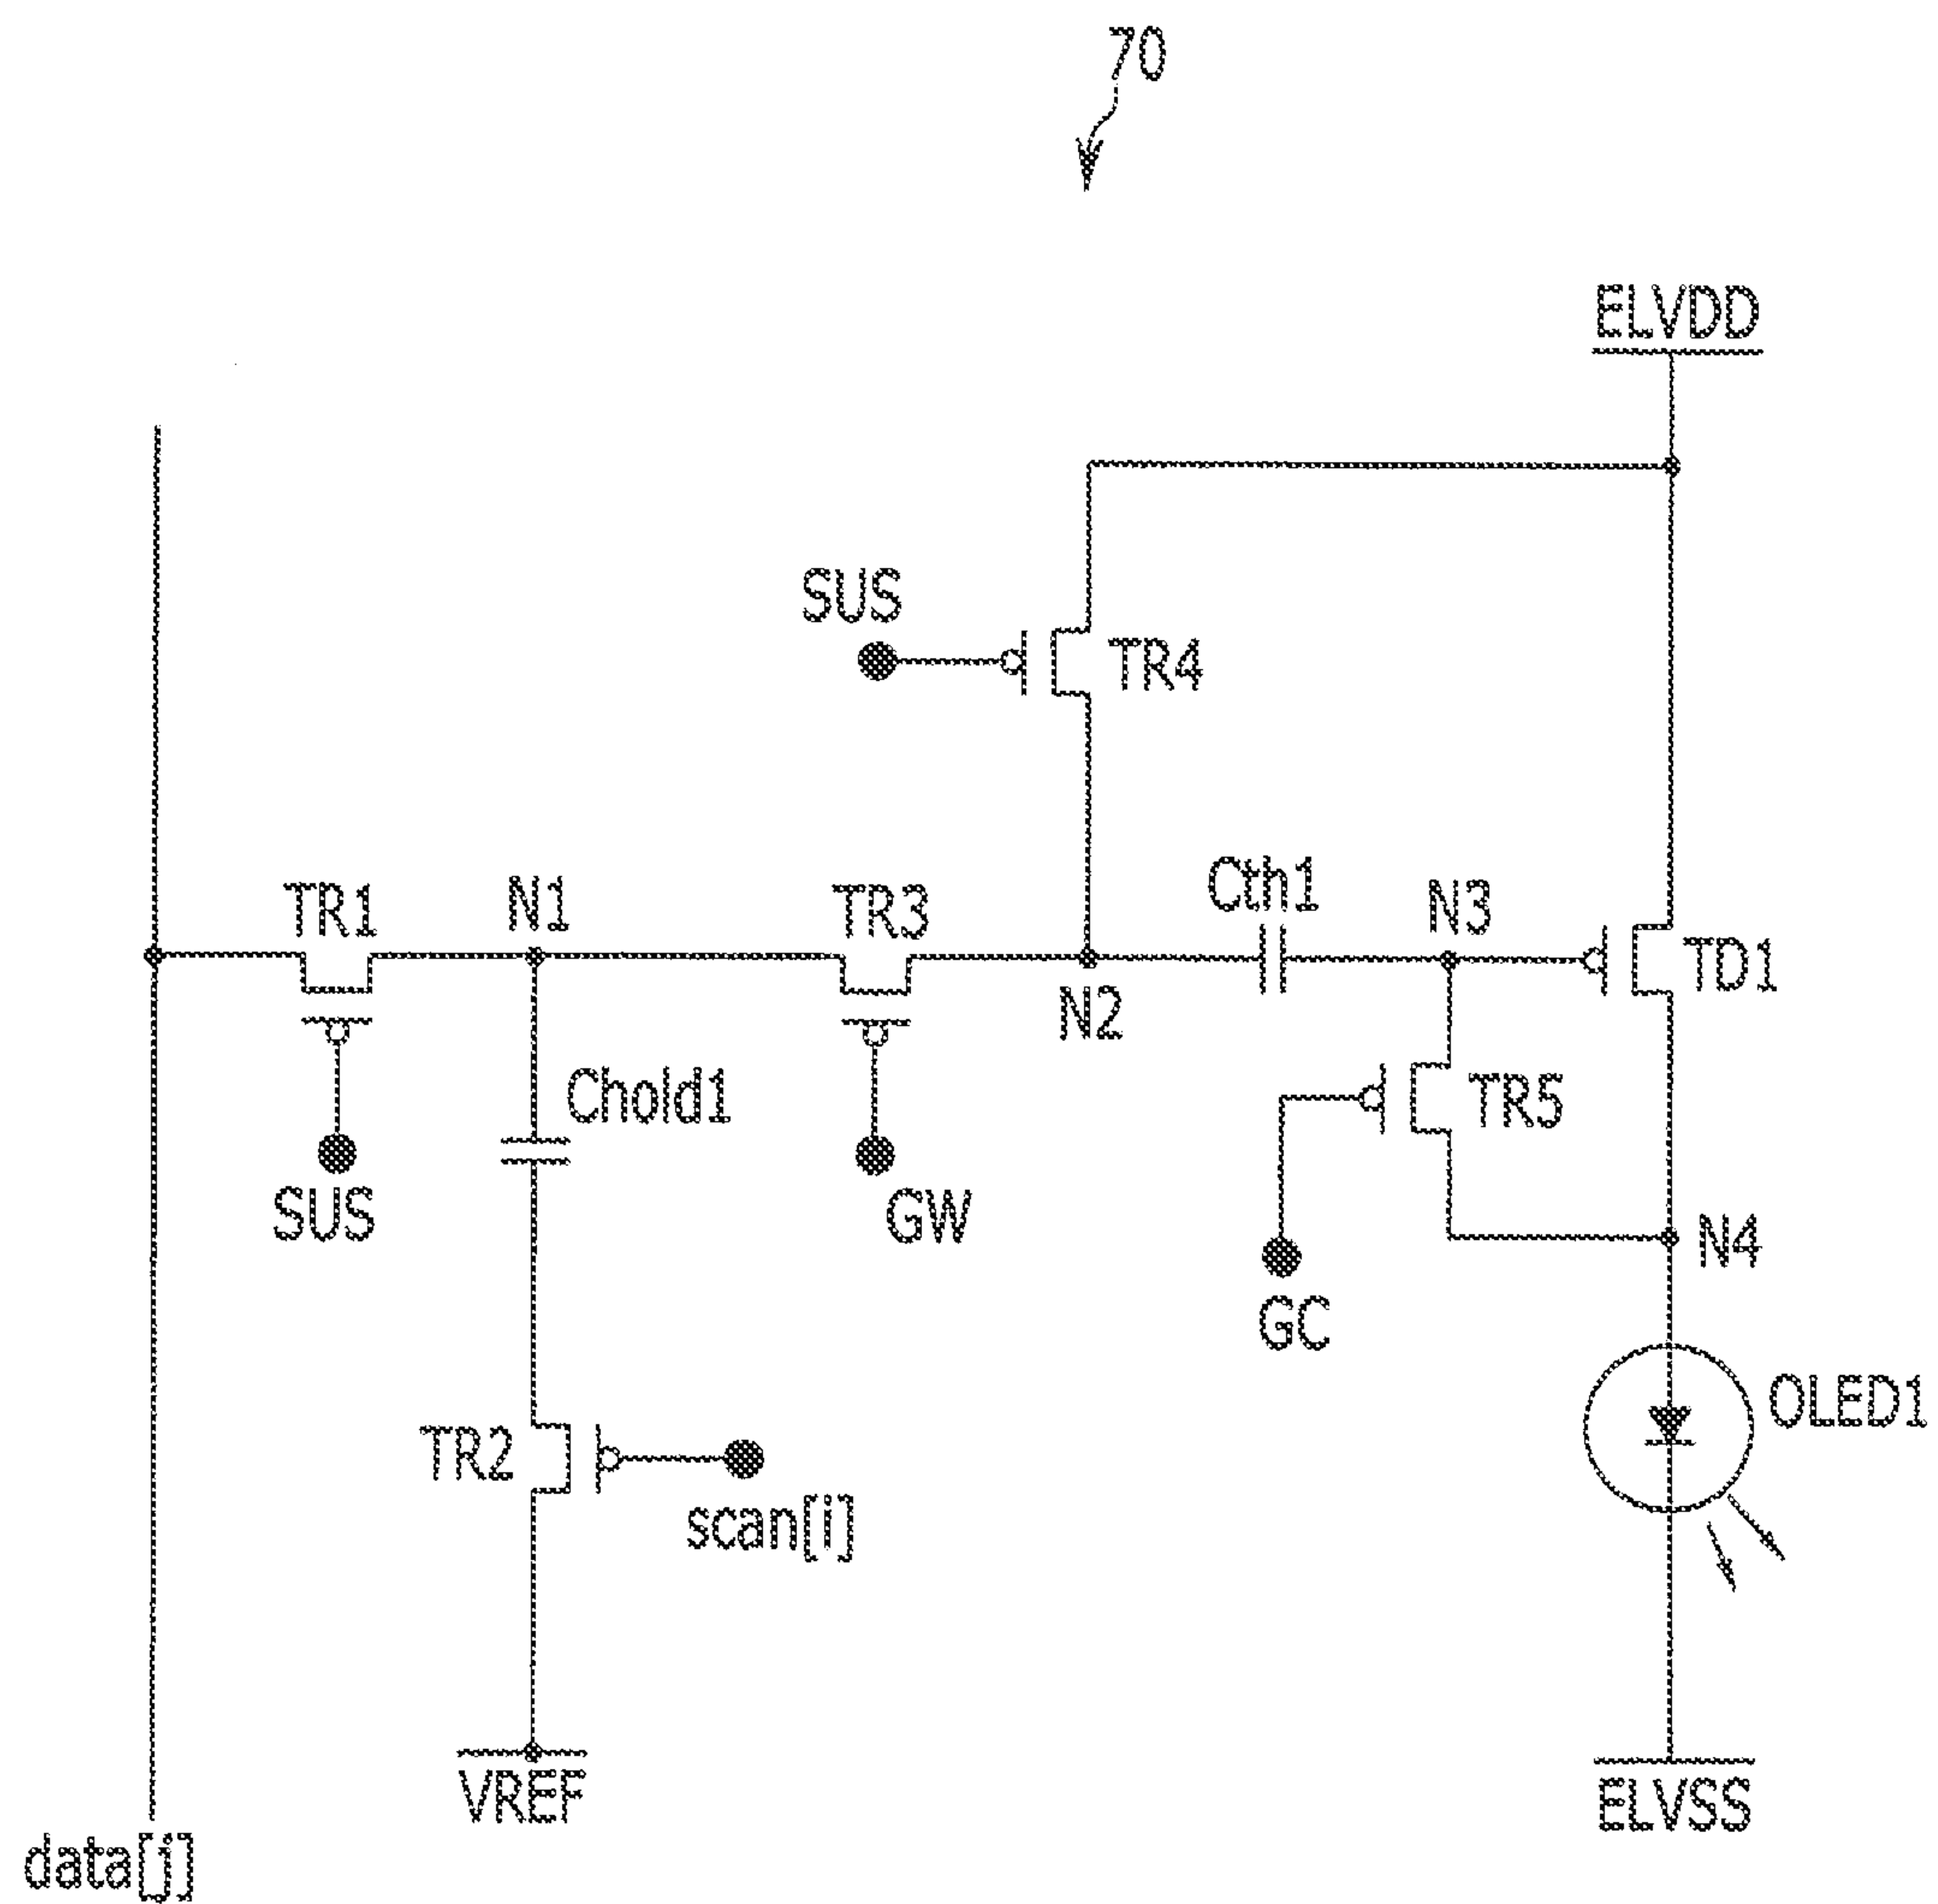 70
ELVDD
SUS
TR4
TR1
N1
TR3
Cth1
N3
N2
TD1
Chold1
TR5
SUS
GW
N4
GC
OLED1
TR2
scan[i]
VREF
ELVSS
data[j]